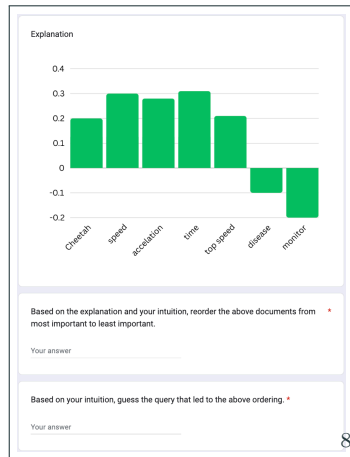 Explanation
0.4
0.3
0.2
0.1
0
-0.1
-0.2
Cheetah speed accelation time top speed disease monitor
Based on the explanation and your intuition, reorder the above documents from *
most important to least important.
Your answer
Based on your intuition, guess the query that led to the above ordering. *
Your answer
8